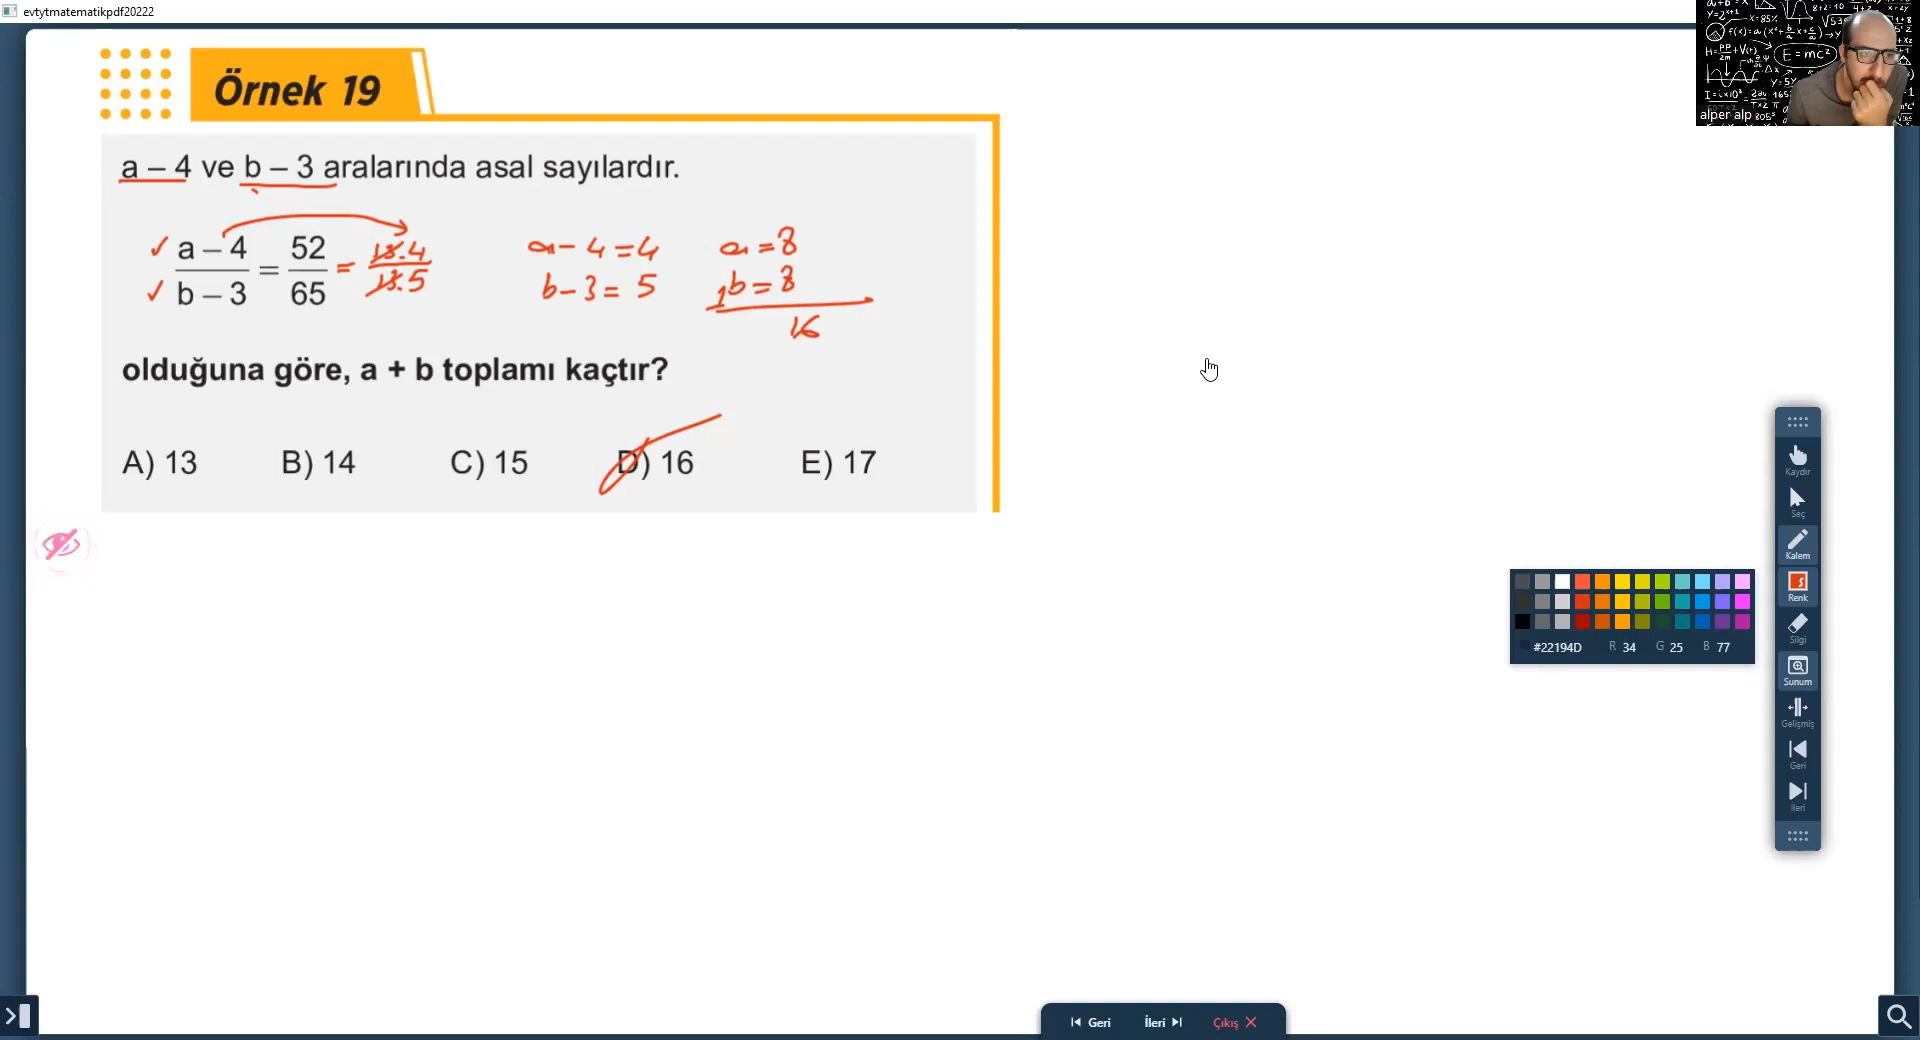 evtytmatematikpdf20222
Örnek 19
a – 4 ve b – 3 aralarında asal sayılardır.
a – 4 / b – 3 = 52 / 65 = 13.4 / 13.5
a – 4 = 4
b – 3 = 5
a = 8
b = 8
16
olduğuna göre, a + b toplamı kaçtır?
A) 13 B) 14 C) 15 D) 16 E) 17
alper alp
E = mc²
Kaydır
Seç
Kalem
Renk
Silgi
Sunum
Gelişmiş
Geri
İleri
#22194D R 34 G 25 B 77
Geri İleri Çıkış